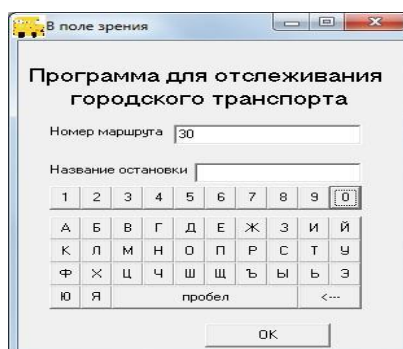 В поле зрения
Программа для отслеживания
городского транспорта
Номер маршрута 30
Название остановки
1 2 3 4 5 6 7 8 9 0
А Б В Г Д Е Ж З И Й
К Л М Н О П Р С Т У
Ф Х Ц Ч Ш Щ Ъ Ы Ь Э
Ю Я пробел <---
OK